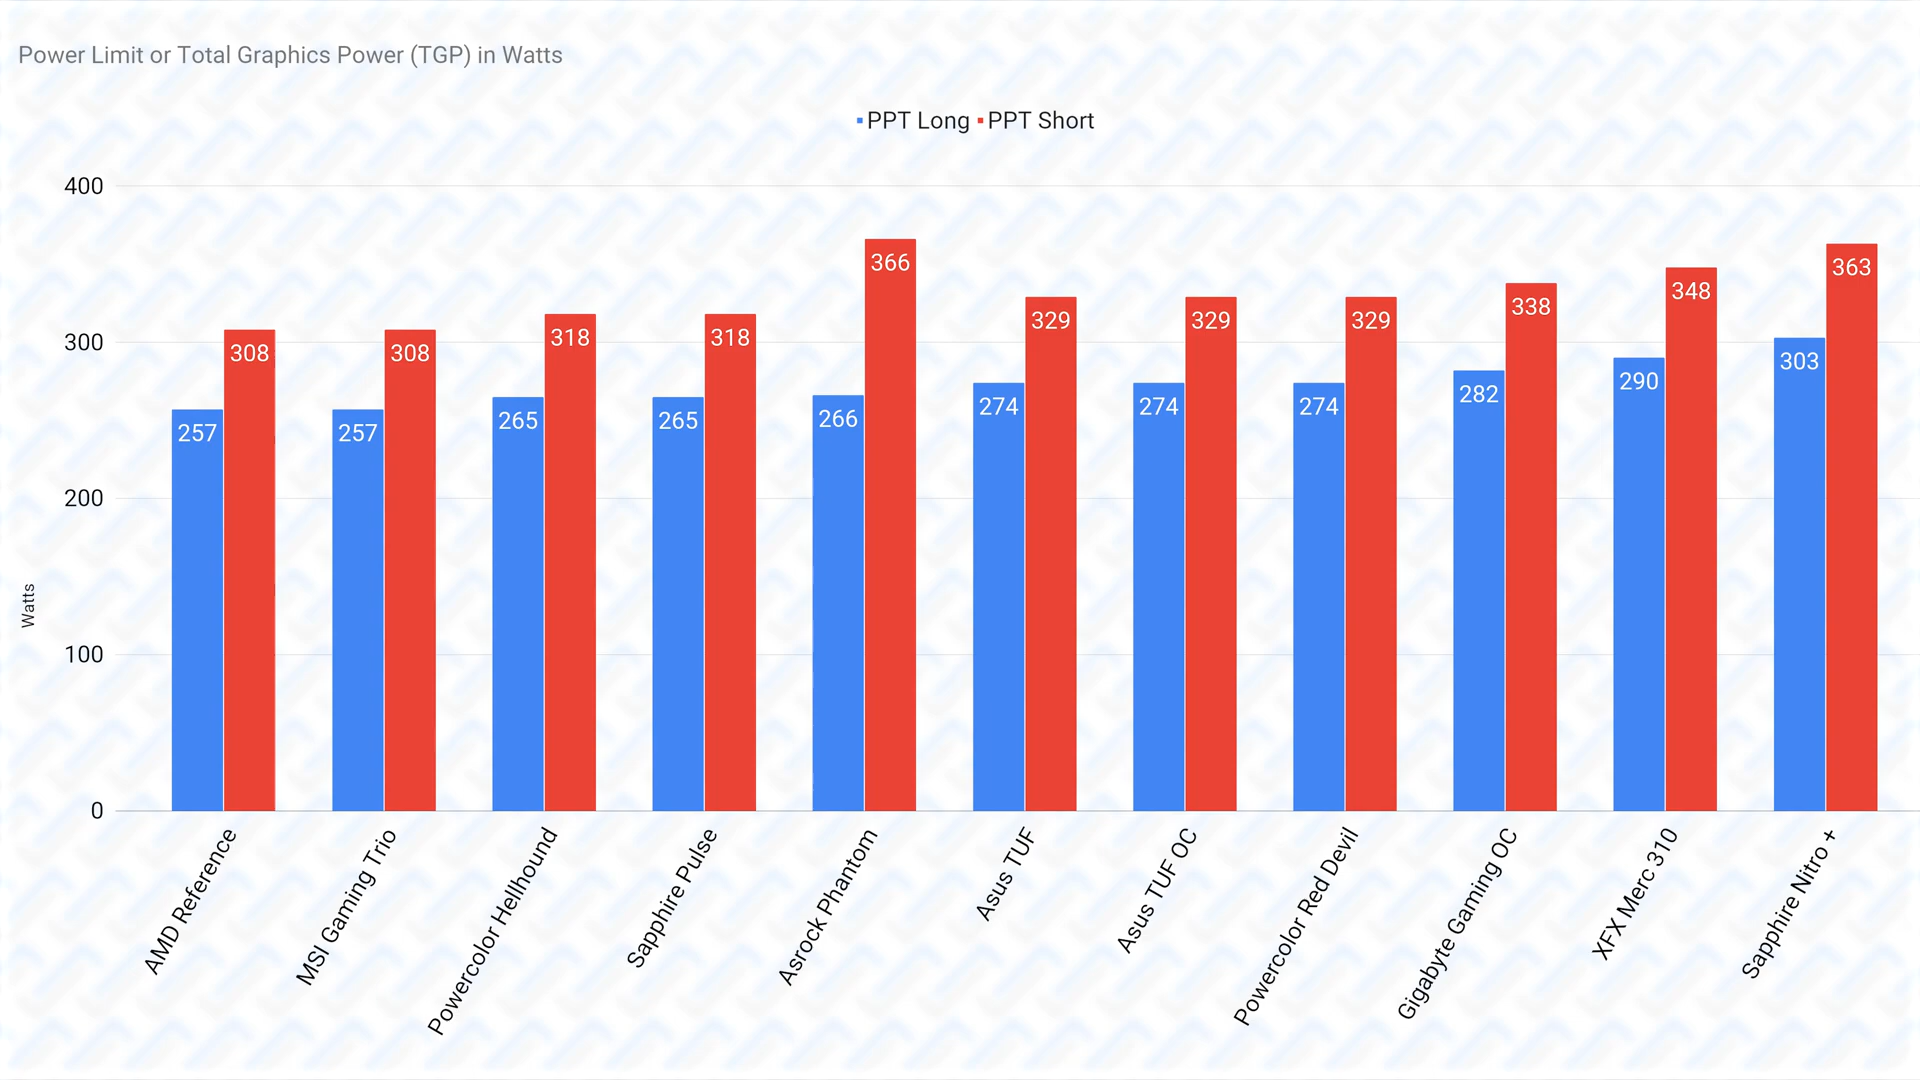 Power Limit or Total Graphics Power (TGP) in Watts
PPT Long PPT Short
400
300
200
100
0
Watts
257 308 257 308 265 318 265 318 266 366 274 329 274 329 274 329 282 338 290 348 303 363
AMD Reference
MSI Gaming Trio
Powercolor Hellhound
Sapphire Pulse
Asrock Phantom
Asus TUF
Asus TUF OC
Powercolor Red Devil
Gigabyte Gaming OC
XFX Merc 310
Sapphire Nitro +